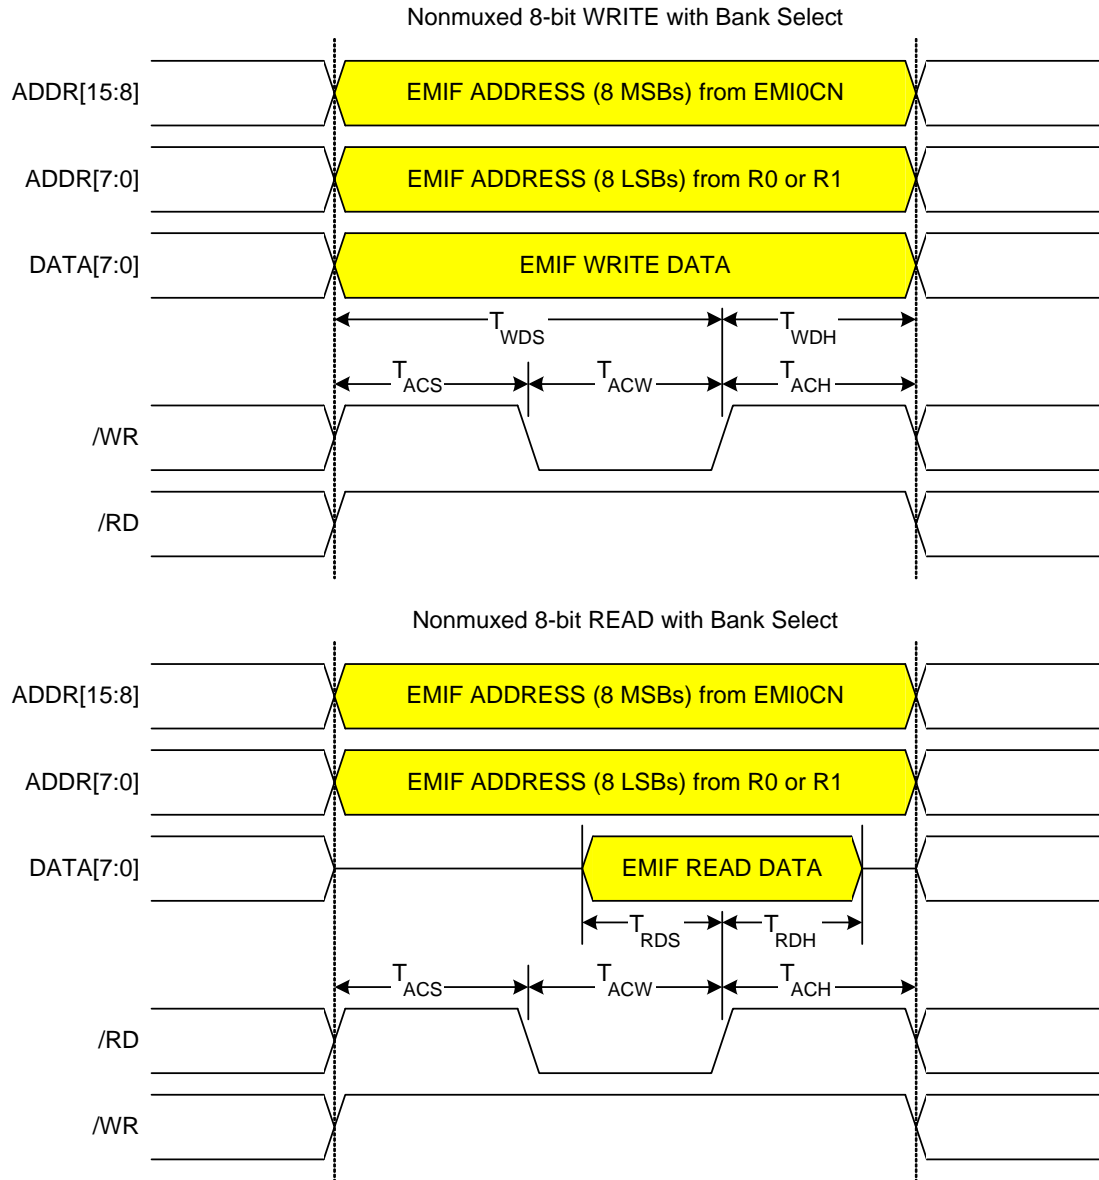 Nonmuxed 8-bit WRITE with Bank Select
ADDR[15:8] EMIF ADDRESS (8 MSBs) from EMI0CN
ADDR[7:0] EMIF ADDRESS (8 LSBs) from R0 or R1
DATA[7:0] EMIF WRITE DATA
TWDS TWDH
TACS TACW TACH
/WR
/RD
Nonmuxed 8-bit READ with Bank Select
ADDR[15:8] EMIF ADDRESS (8 MSBs) from EMI0CN
ADDR[7:0] EMIF ADDRESS (8 LSBs) from R0 or R1
DATA[7:0] EMIF READ DATA
TRDS TRDH
TACS TACW TACH
/RD
/WR